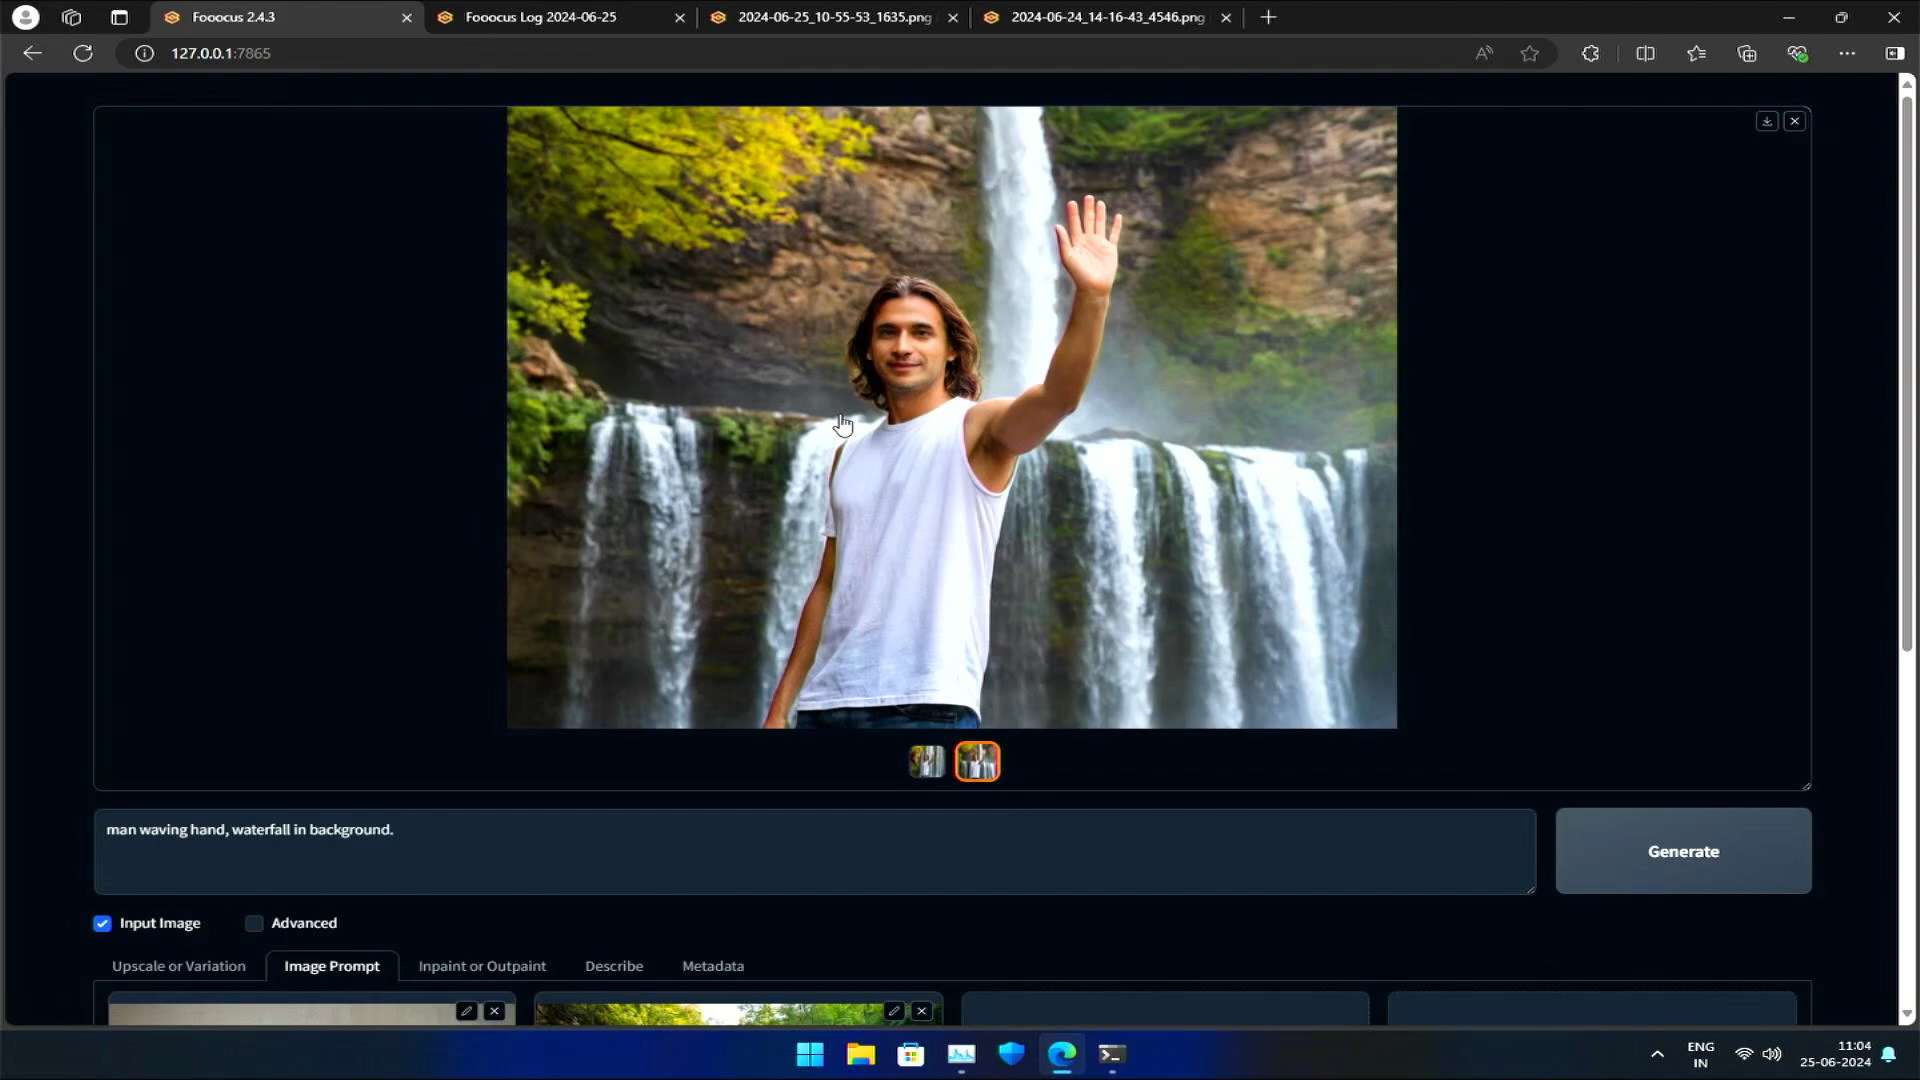 Fooocus 2.4.3
Fooocus Log 2024-06-25
2024-06-25_10-55-53_1635.png
2024-06-24_14-16-43_4546.png
127.0.0.1:7865
man waving hand, waterfall in background.
Generate
Input Image
Advanced
Upscale or Variation
Image Prompt
Inpaint or Outpaint
Describe
Metadata
ENG
IN
11:04
25-06-2024